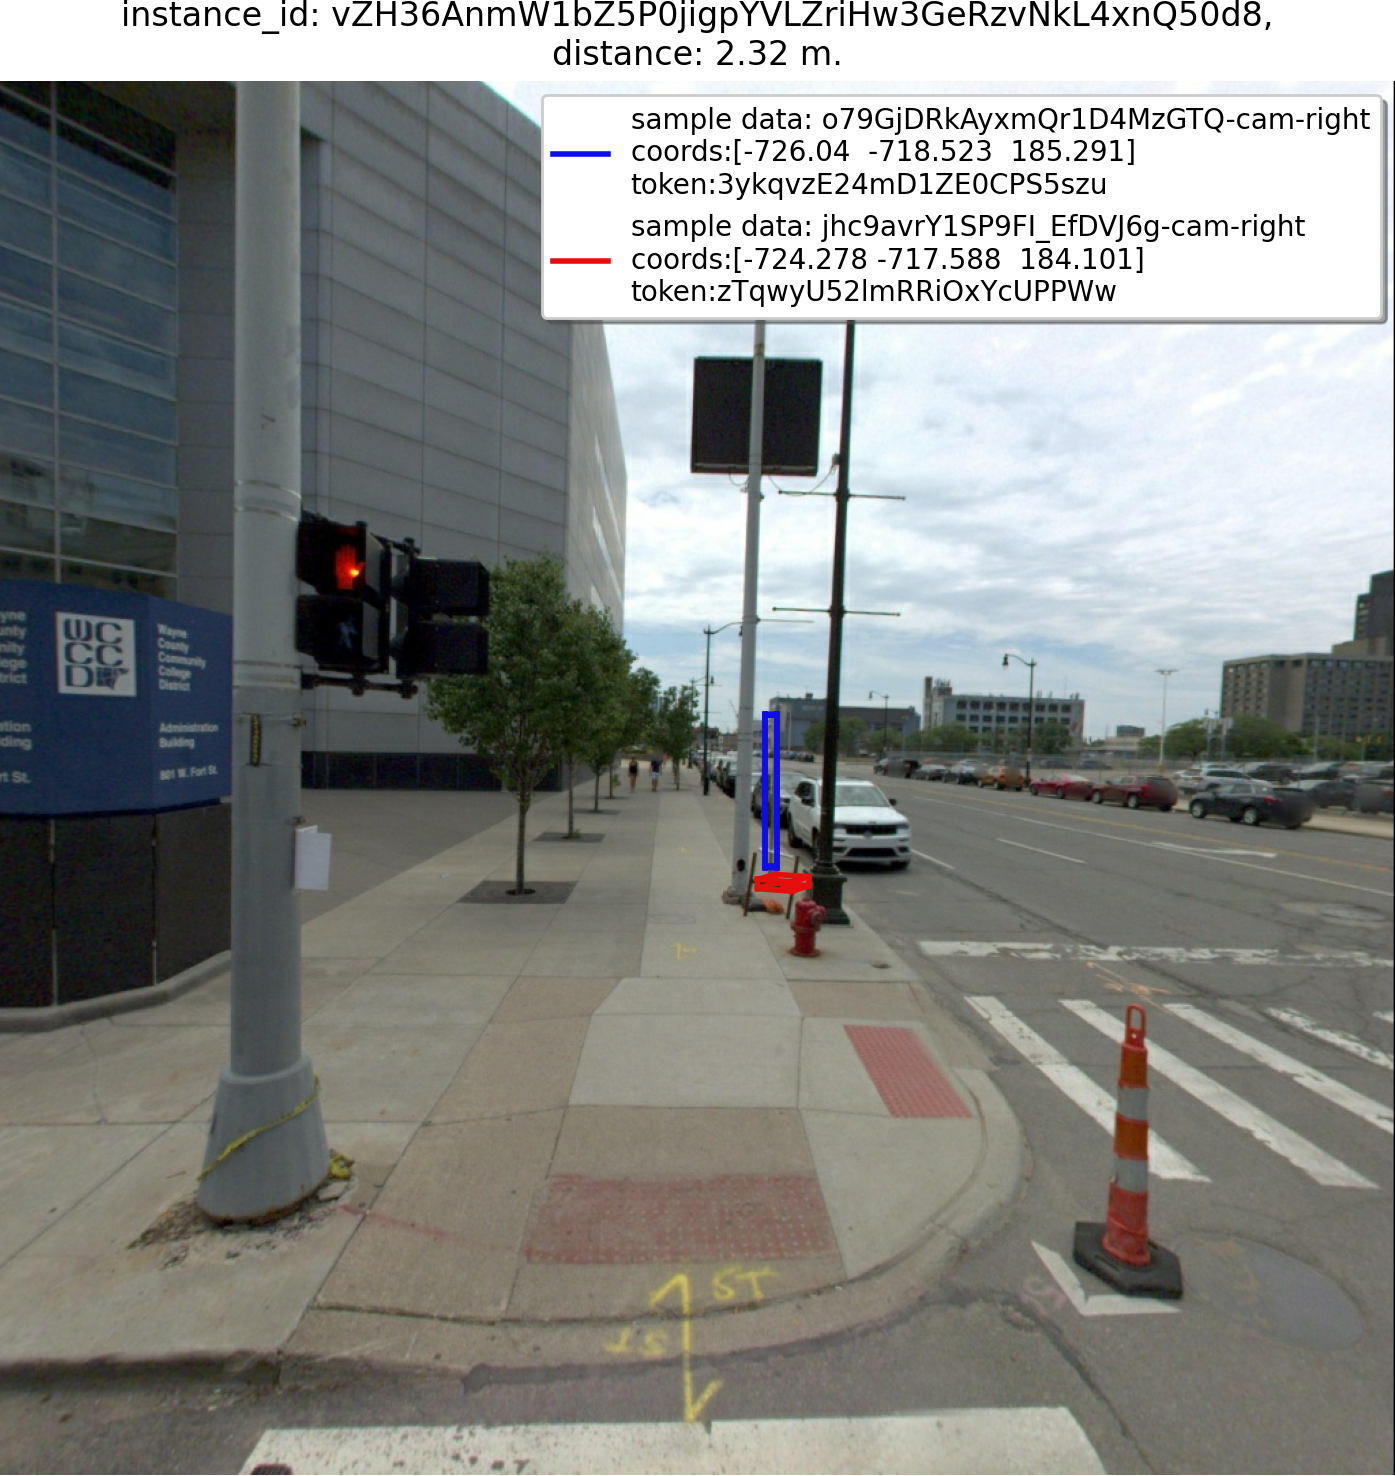 instance_id: vZH36AnmW1bZ5P0jigpYVLZriHw3GeRzvNkL4xnQ50d8,
distance: 2.32 m.
sample data: o79GjDRkAyxmQr1D4MzGTQ-cam-right
coords:[-726.04  -718.523  185.291]
token:3ykqvzE24mD1ZE0CPS5szu
sample data: jhc9avrY1SP9FI_EfDVJ6g-cam-right
coords:[-724.278 -717.588  184.101]
token:zTqwyU52lmRRiOxYcUPPWw
WC
CC
D
Wayne
County
Community
College
District
Administration
Building
801 W. Fort St.
ST